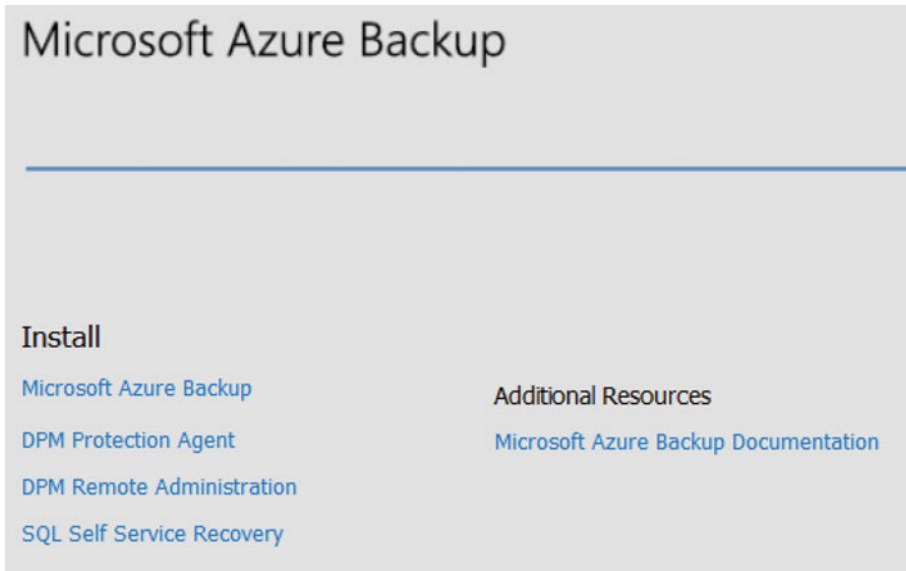 Microsoft Azure Backup
Install
Microsoft Azure Backup
DPM Protection Agent
DPM Remote Administration
SQL Self Service Recovery
Additional Resources
Microsoft Azure Backup Documentation